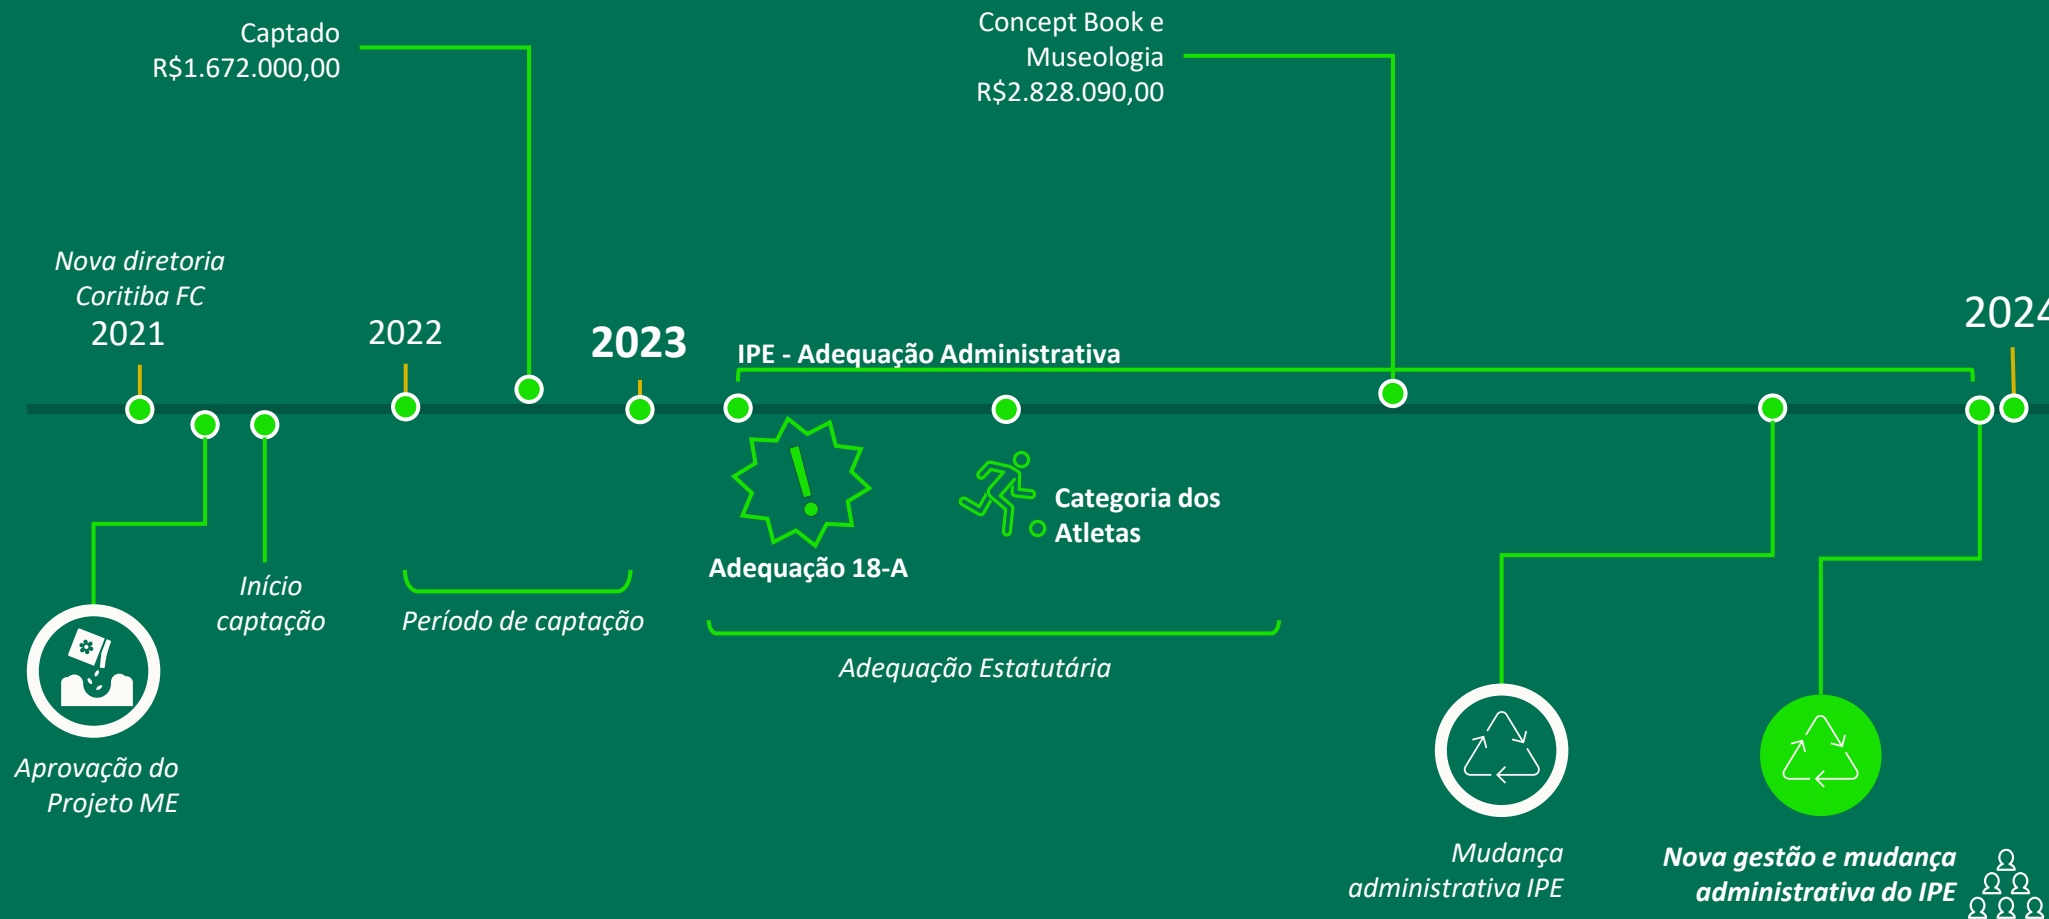 Captado
R$1.672.000,00
Concept Book e
Museologia
R$2.828.090,00
Nova diretoria
Coritiba FC
2021
2022
2023
IPE - Adequação Administrativa
2024
Categoria dos
Atletas
Adequação 18-A
Início
captação
Período de captação
Adequação Estatutária
Aprovação do
Projeto ME
Mudança
administrativa IPE
Nova gestão e mudança
administrativa do IPE